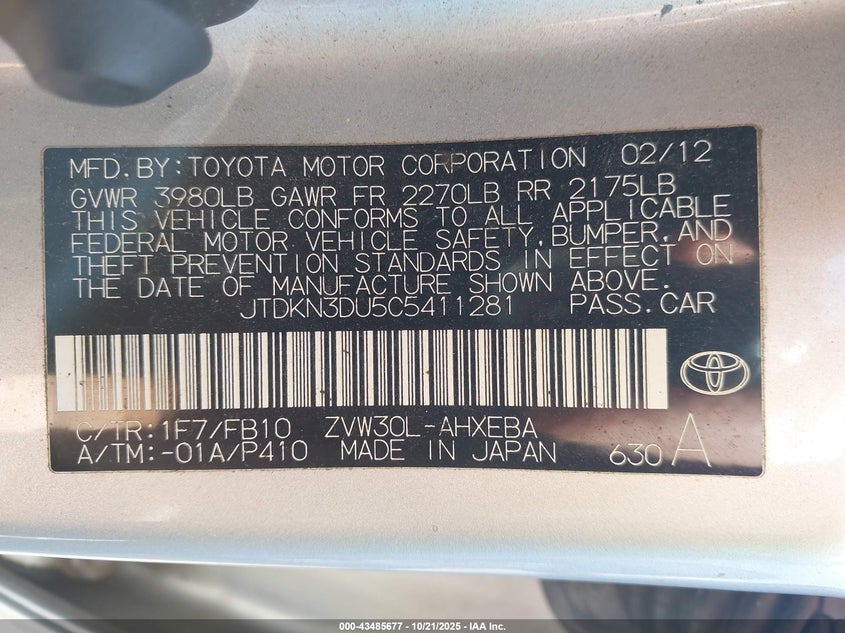 MFD.BY:TOYOTA MOTOR CORPORATION 02/12
GVWR 3980LB GAWR FR 2270LB RR 2175LB
THIS VEHICLE CONFORMS TO ALL APPLICABLE
FEDERAL MOTOR VEHICLE SAFETY,BUMPER,AND
THEFT PREVENTION STANDARDS IN EFFECT ON
THE DATE OF MANUFACTURE SHOWN ABOVE.
JTDKN3DU5C5411281 PASS.CAR
C/TR:1F7/FB10 ZVW30L-AHXEBA
A/TM:-01A/P410 MADE IN JAPAN 630 A
000-43485677 | 10/21/2025 | IAA Inc.